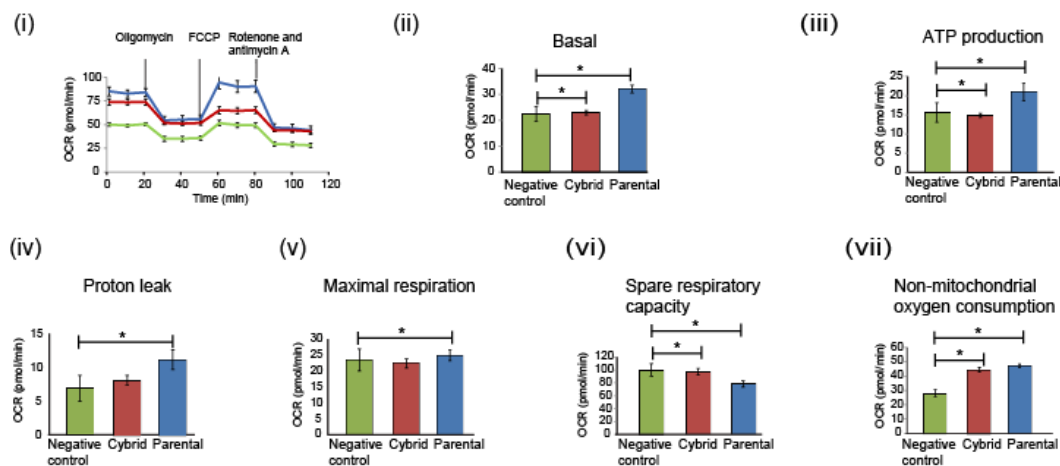 (i)
Oligomycin FCCP Rotenone and
antimycin A
100
75
50
25
0
OCR (pmol/min)
0 20 40 60 80 100 120
Time (min)
(ii)
Basal
*
*
40
30
20
10
0
OCR (pmol/min)
Negative Cybrid Parental
control
(iii)
ATP production
*
*
25
20
15
10
5
0
OCR (pmol/min)
Negative Cybrid Parental
control
(iv)
Proton leak
*
15
10
5
0
OCR (pmol/min)
Negative Cybrid Parental
control
(v)
Maximal respiration
*
30
25
20
15
10
5
0
OCR (pmol/min)
Negative Cybrid Parental
control
(vi)
Spare respiratory
capacity
*
*
120
100
80
60
40
20
0
OCR (pmol/min)
Negative Cybrid Parental
control
(vii)
Non-mitochondrial
oxygen consumption
*
*
60
50
40
30
20
10
0
OCR (pmol/min)
Negative Cybrid Parental
control